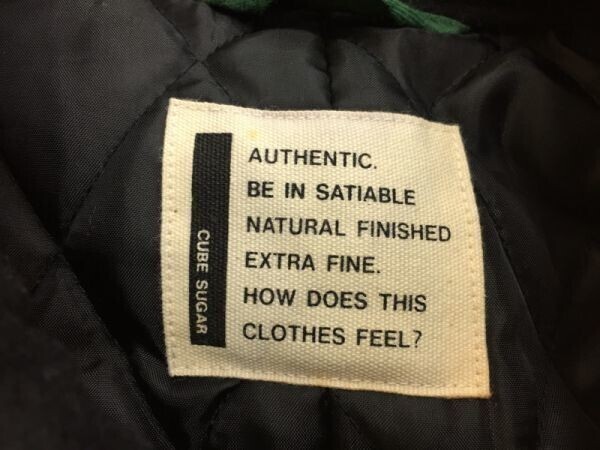 CUBE SUGAR
AUTHENTIC.
BE IN SATIABLE
NATURAL FINISHED
EXTRA FINE.
HOW DOES THIS
CLOTHES FEEL?